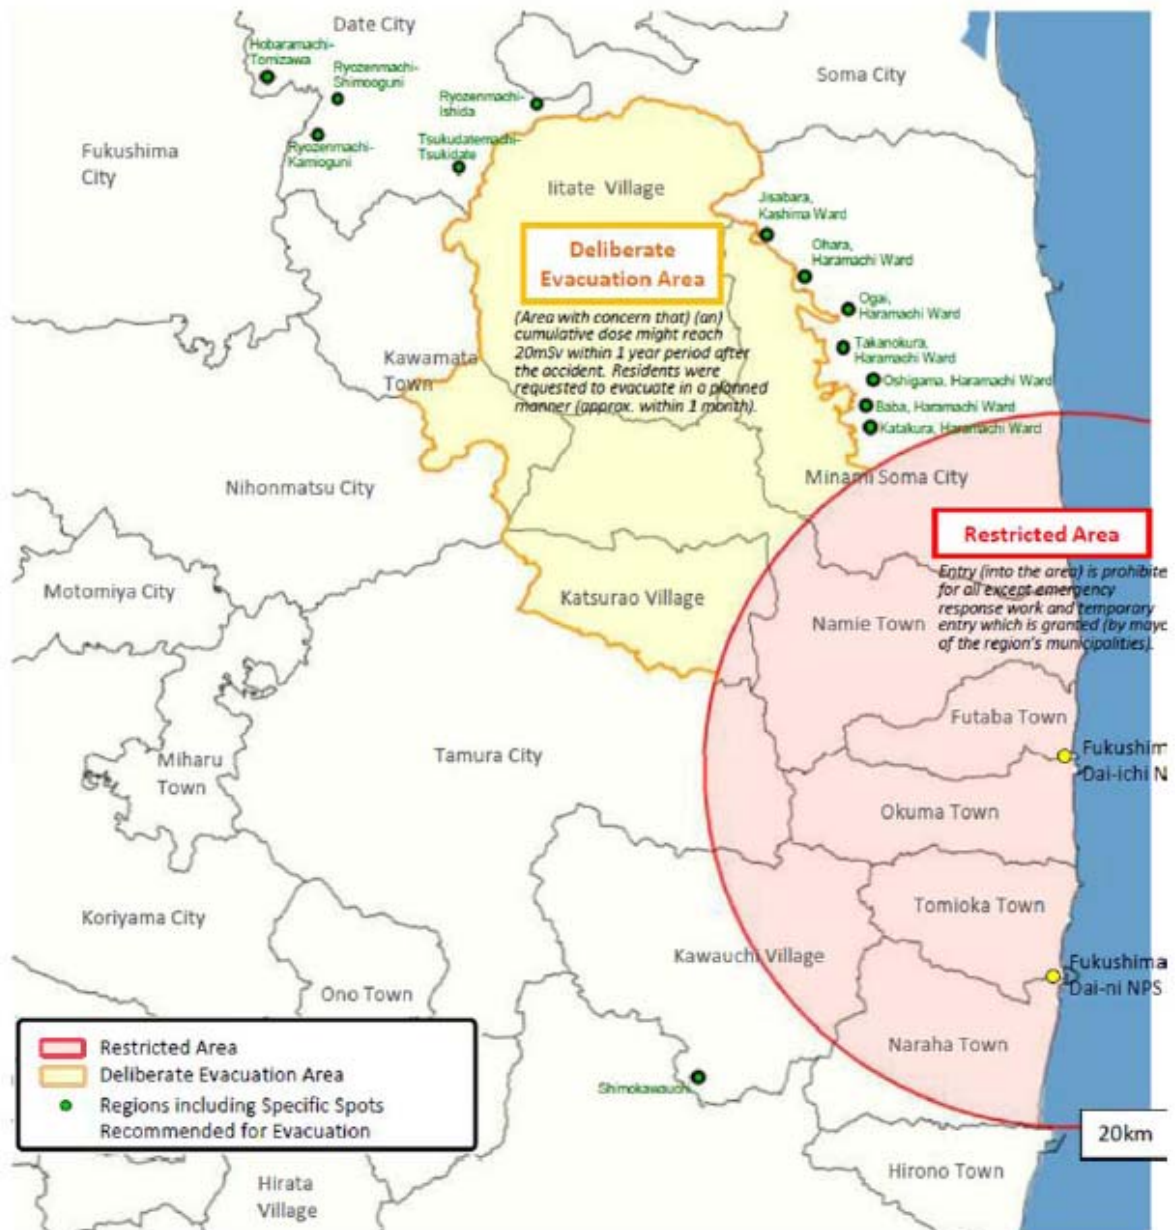 Date City
Hobaramachi-
Tomizawa
Ryozenmachi-
Shimooguni
Ryozenmachi-
Ishida
Soma City
Fukushima
City
Ryozenmachi-
Kamioguni
Tsukudatemachi-
Tsukidate
Iitate Village
Jisabara,
Kashima Ward
Deliberate
Evacuation Area
Ohara,
Haramachi Ward
(Area with concern that) (an)
cumulative dose might reach
20mSv within 1 year period after
the accident. Residents were
requested to evacuate in a planned
manner (approx. within 1 month).
Ogai,
Haramachi Ward
Takanokura,
Haramachi Ward
Kawamata
Town
Oshigama, Haramachi Ward
Baba, Haramachi Ward
Katakura, Haramachi Ward
Nihonmatsu City
Minami Soma City
Restricted Area
Entry (into the area) is prohibite
for all except emergency
response work and temporary
entry which is granted (by mayo
of the region's municipalities).
Motomiya City
Katsurao Village
Namie Town
Futaba Town
Miharu
Town
Tamura City
Fukushim
Dai-ichi N
Okuma Town
Koriyama City
Tomioka Town
Kawauchi Village
Fukushima
Dai-ni NPS
Ono Town
Naraha Town
Restricted Area
Deliberate Evacuation Area
Regions including Specific Spots
Recommended for Evacuation
Shimokawauchi
20km
Hirono Town
Hirata
Village